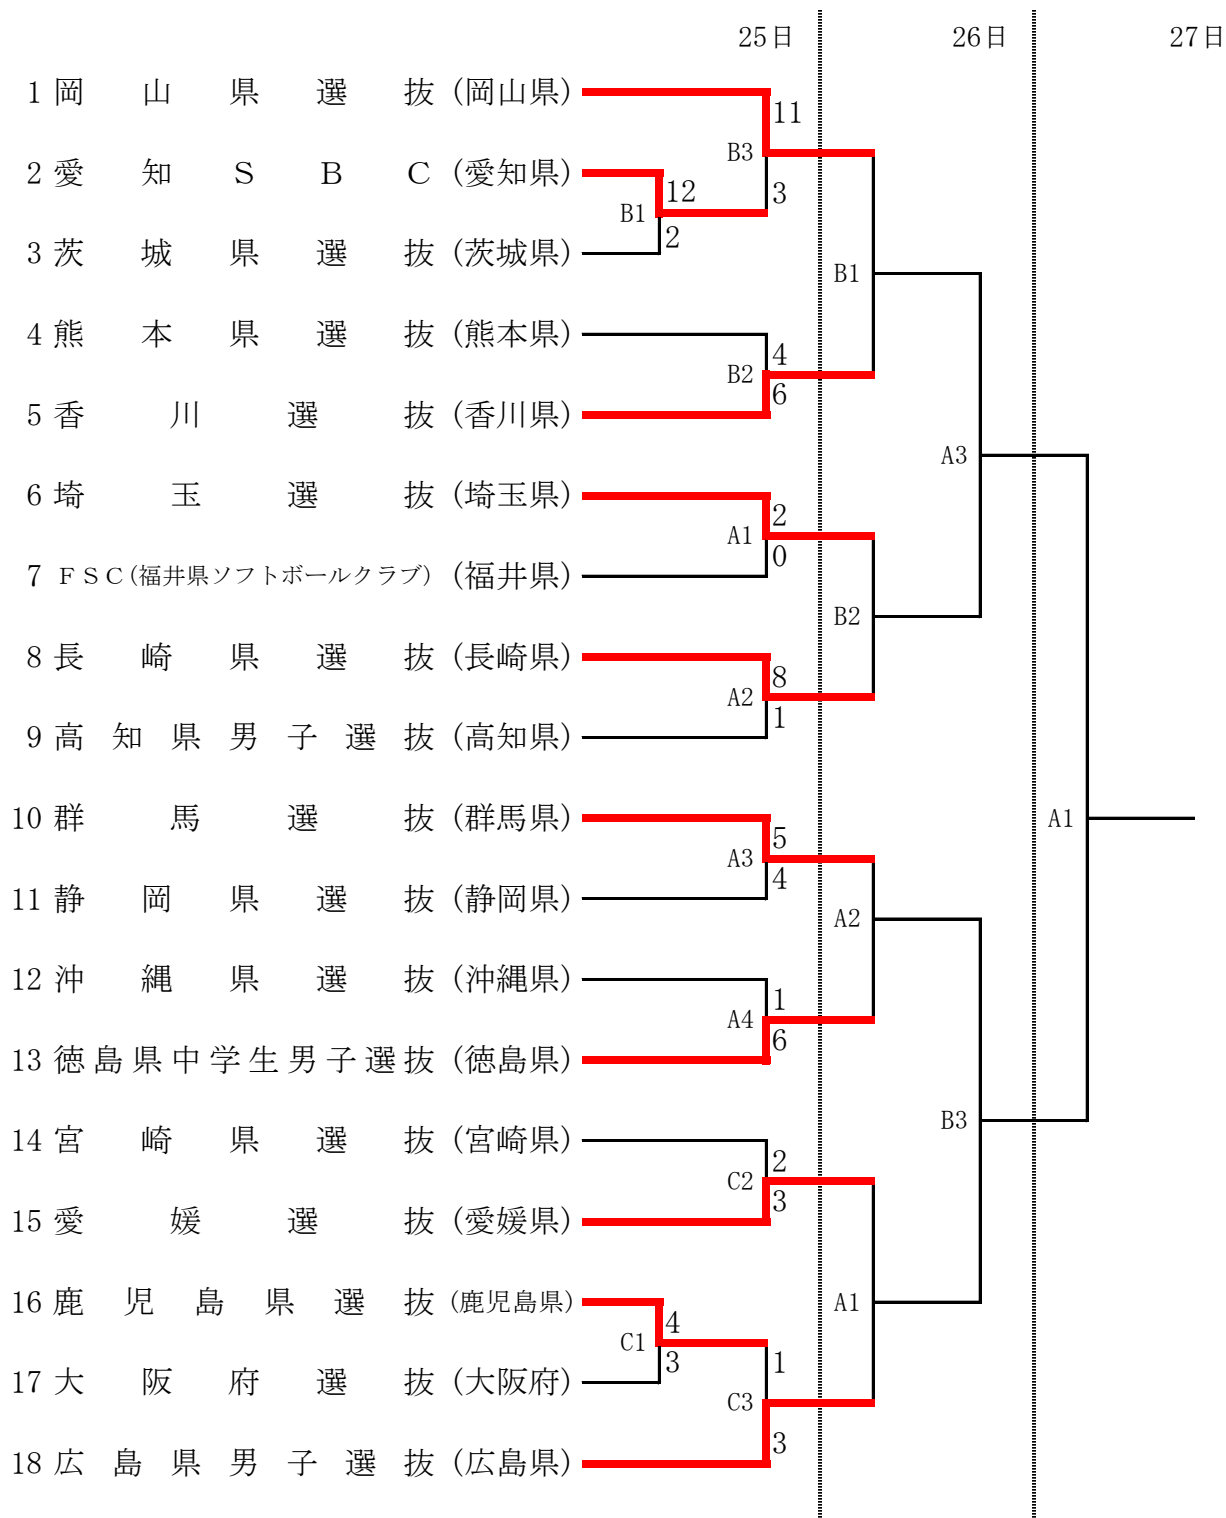 25日 26日 27日
1 岡山県選抜 (岡山県)
11
B3
2 愛知ＳＢＣ (愛知県)
12
3
B1
2
3 茨城県選抜 (茨城県)
B1
4 熊本県選抜 (熊本県)
4
B2
6
5 香川選抜 (香川県)
A3
6 埼玉選抜 (埼玉県)
2
A1
0
7 ＦＳＣ(福井県ソフトボールクラブ) (福井県)
B2
8 長崎県選抜 (長崎県)
8
A2
1
9 高知県男子選抜 (高知県)
10 群馬選抜 (群馬県)
A1
5
A3
4
11 静岡県選抜 (静岡県)
A2
12 沖縄県選抜 (沖縄県)
1
A4
6
13 徳島県中学生男子選抜 (徳島県)
B3
14 宮崎県選抜 (宮崎県)
2
C2
3
15 愛媛選抜 (愛媛県)
16 鹿児島県選抜 (鹿児島県)
A1
4
C1
3
1
17 大阪府選抜 (大阪府)
C3
3
18 広島県男子選抜 (広島県)